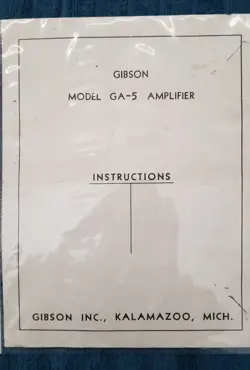 GIBSON
MODEL GA-5 AMPLIFIER
INSTRUCTIONS
GIBSON INC., KALAMAZOO, MICH.